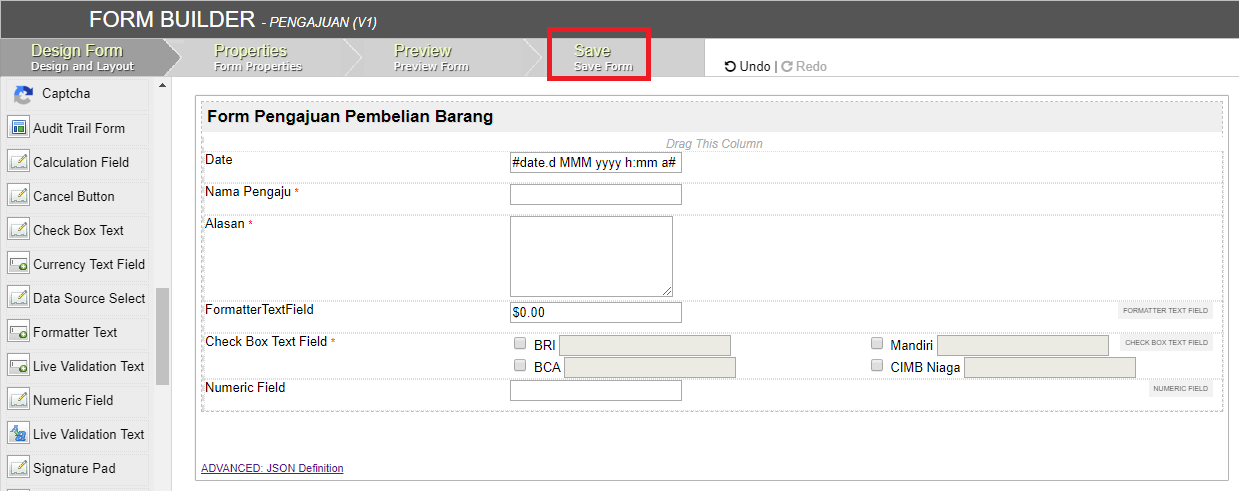 FORM BUILDER - PENGAJUAN (V1)
Design Form
Design and Layout
Properties
Form Properties
Preview
Preview Form
Save
Save Form
Undo | Redo
Captcha
Audit Trail Form
Calculation Field
Cancel Button
Check Box Text
Currency Text Field
Data Source Select
Formatter Text
Live Validation Text
Numeric Field
Live Validation Text
Signature Pad
Form Pengajuan Pembelian Barang
Drag This Column
Date #date.d MMM yyyy h:mm a#
Nama Pengaju *
Alasan *
FormatterTextField $0.00 FORMATTER TEXT FIELD
Check Box Text Field * BRI Mandiri CHECK BOX TEXT FIELD
BCA CIMB Niaga
Numeric Field NUMERIC FIELD
ADVANCED: JSON Definition